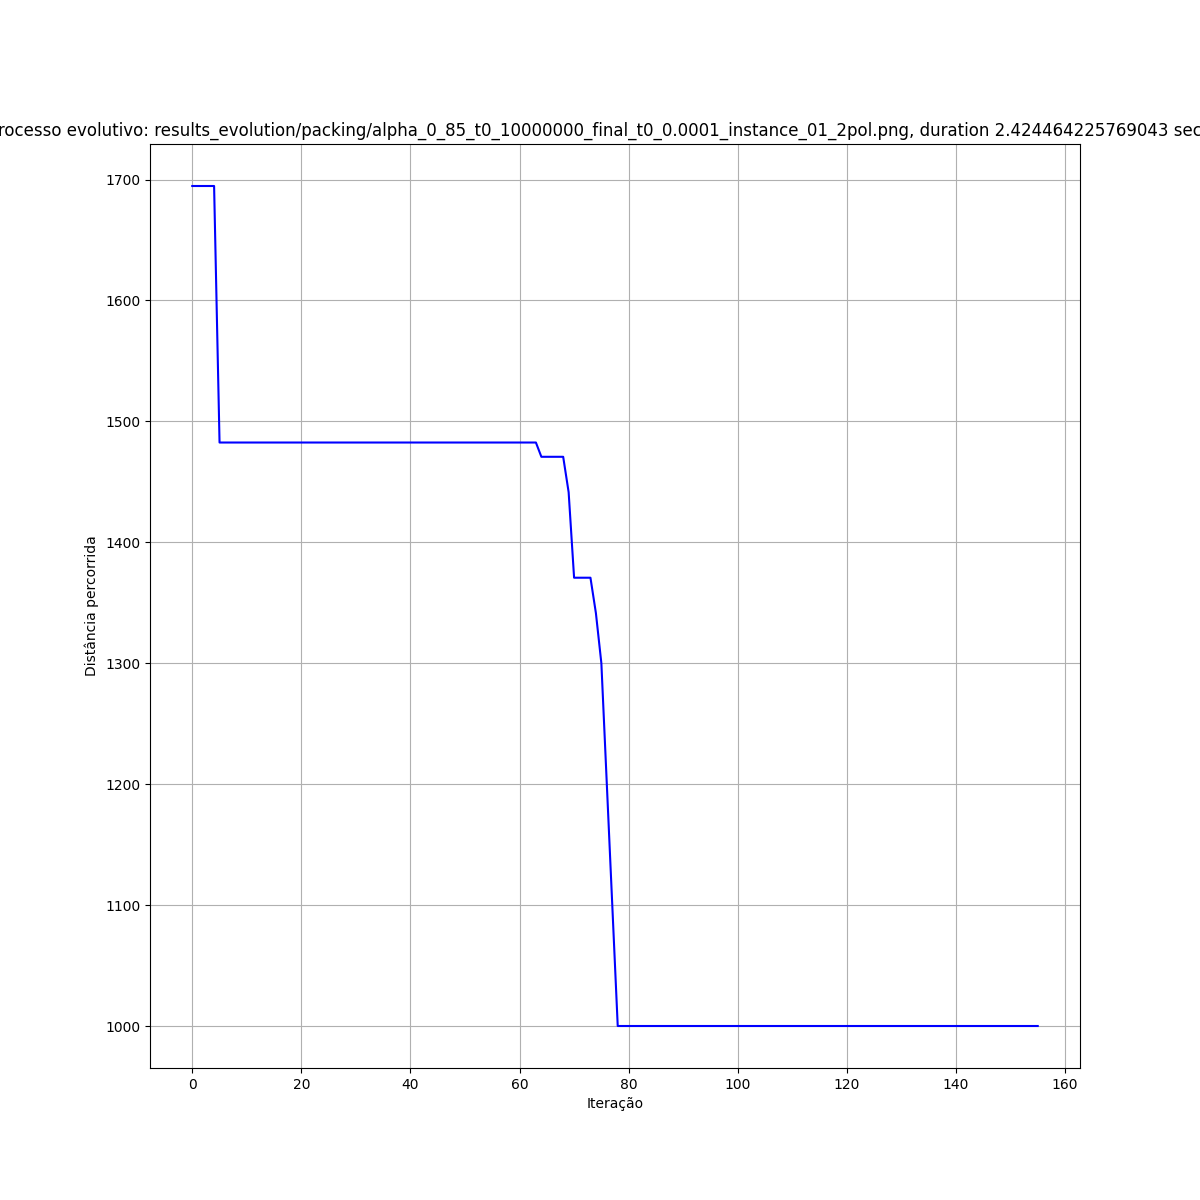 rocesso evolutivo: results_evolution/packing/alpha_0_85_t0_10000000_final_t0_0.0001_instance_01_2pol.png, duration 2.424464225769043 sec
1700
1600
1500
1400
1300
1200
1100
1000
Distância percorrida
0 20 40 60 80 100 120 140 160
Iteração